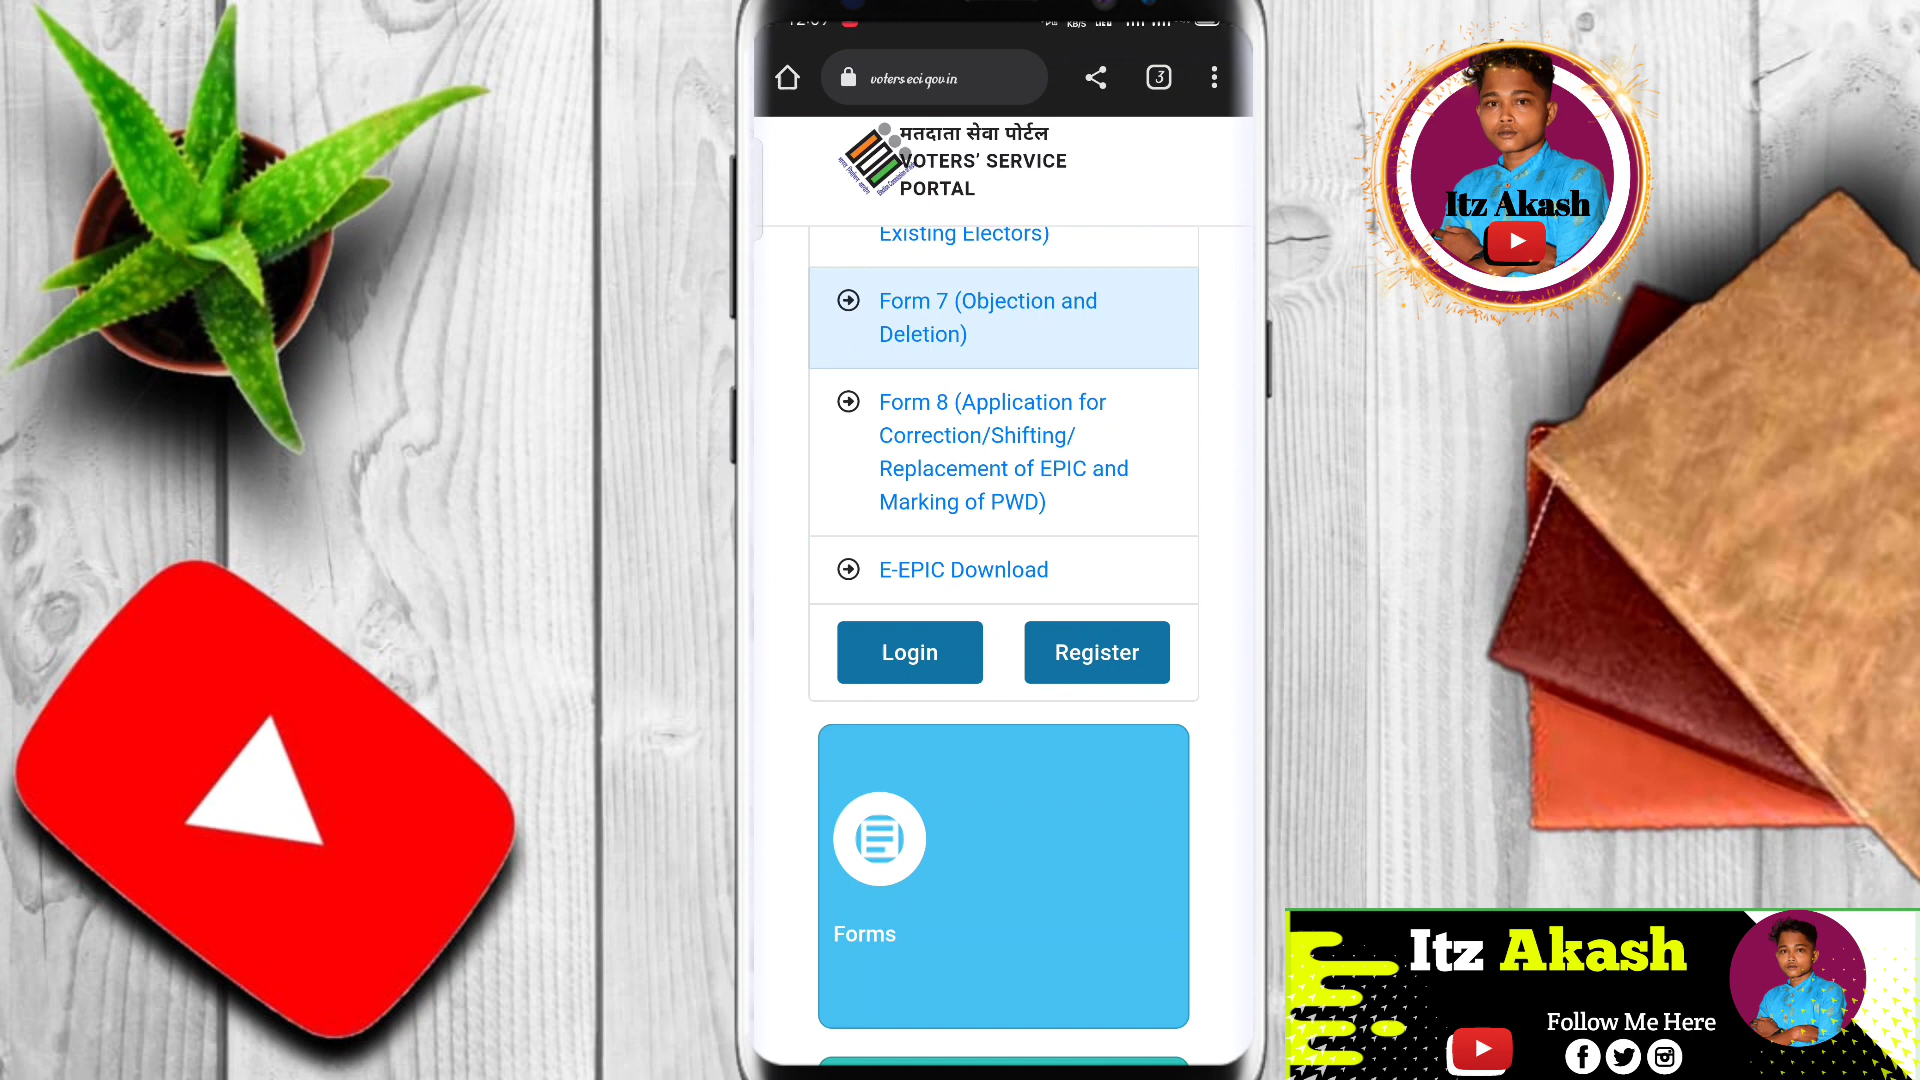 voters.eci.gov.in
3
मतदाता सेवा पोर्टल
VOTERS' SERVICE
PORTAL
Existing Electors)
Form 7 (Objection and
Deletion)
Form 8 (Application for
Correction/Shifting/
Replacement of EPIC and
Marking of PWD)
E-EPIC Download
Login
Register
Forms
Itz Akash
Itz Akash
Follow Me Here